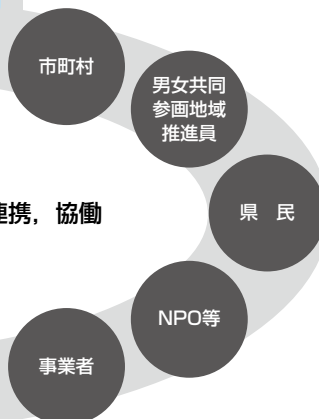 市町村
男女共同
参画地域
推進員
連携，協働
県　民
NPO等
事業者